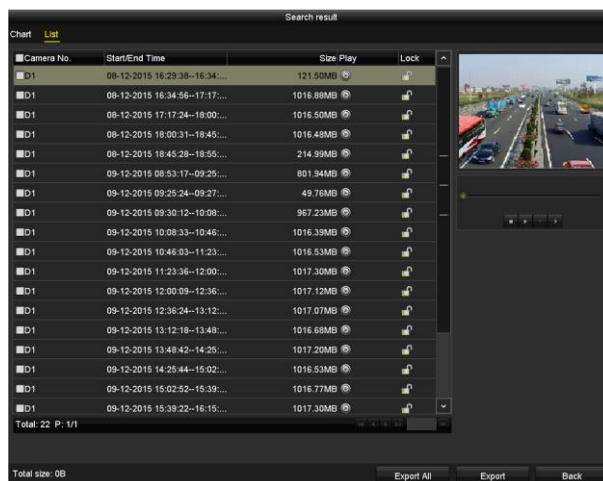 Search result
Chart List
Camera No. Start/End Time Size Play Lock
D1 08-12-2015 16:29:38--16:34:... 121.50MB
D1 08-12-2015 16:34:56--17:17:... 1016.88MB
D1 08-12-2015 17:17:24--18:00:... 1016.50MB
D1 08-12-2015 18:00:31--18:45:... 1016.48MB
D1 08-12-2015 18:45:28--18:55:... 214.99MB
D1 09-12-2015 08:53:17--09:25:... 801.94MB
D1 09-12-2015 09:25:24--09:27:... 49.76MB
D1 09-12-2015 09:30:12--10:08:... 967.23MB
D1 09-12-2015 10:08:33--10:46:... 1016.39MB
D1 09-12-2015 10:46:03--11:23:... 1016.53MB
D1 09-12-2015 11:23:36--12:00:... 1017.30MB
D1 09-12-2015 12:00:09--12:36:... 1017.12MB
D1 09-12-2015 12:36:24--13:12:... 1017.07MB
D1 09-12-2015 13:12:18--13:48:... 1016.68MB
D1 09-12-2015 13:48:42--14:25:... 1017.20MB
D1 09-12-2015 14:25:44--15:02:... 1016.53MB
D1 09-12-2015 15:02:52--15:39:... 1016.77MB
D1 09-12-2015 15:39:22--16:15:... 1017.30MB
Total: 22 P: 1/1
Total size: 0B Export All Export Back